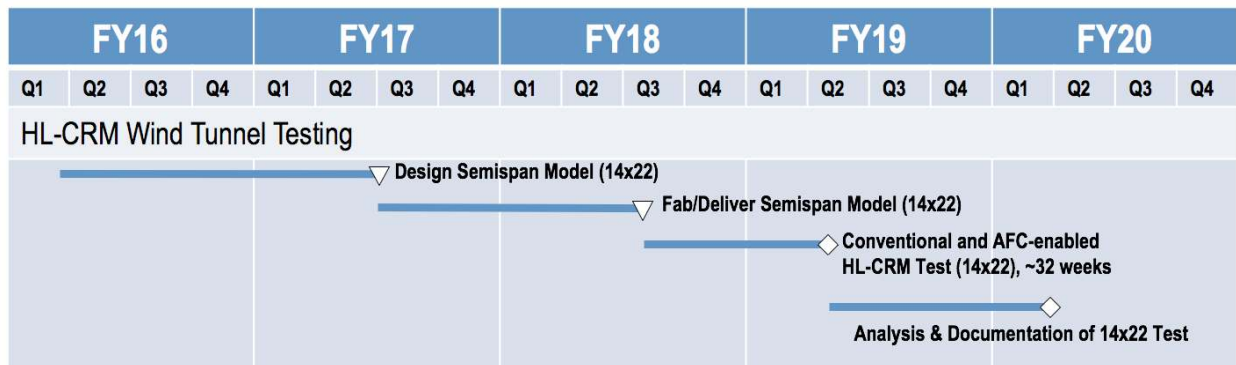 FY16 FY17 FY18 FY19 FY20
Q1 Q2 Q3 Q4 Q1 Q2 Q3 Q4 Q1 Q2 Q3 Q4 Q1 Q2 Q3 Q4 Q1 Q2 Q3 Q4
HL-CRM Wind Tunnel Testing
Design Semispan Model (14x22)
Fab/Deliver Semispan Model (14x22)
Conventional and AFC-enabled
HL-CRM Test (14x22), ~32 weeks
Analysis & Documentation of 14x22 Test